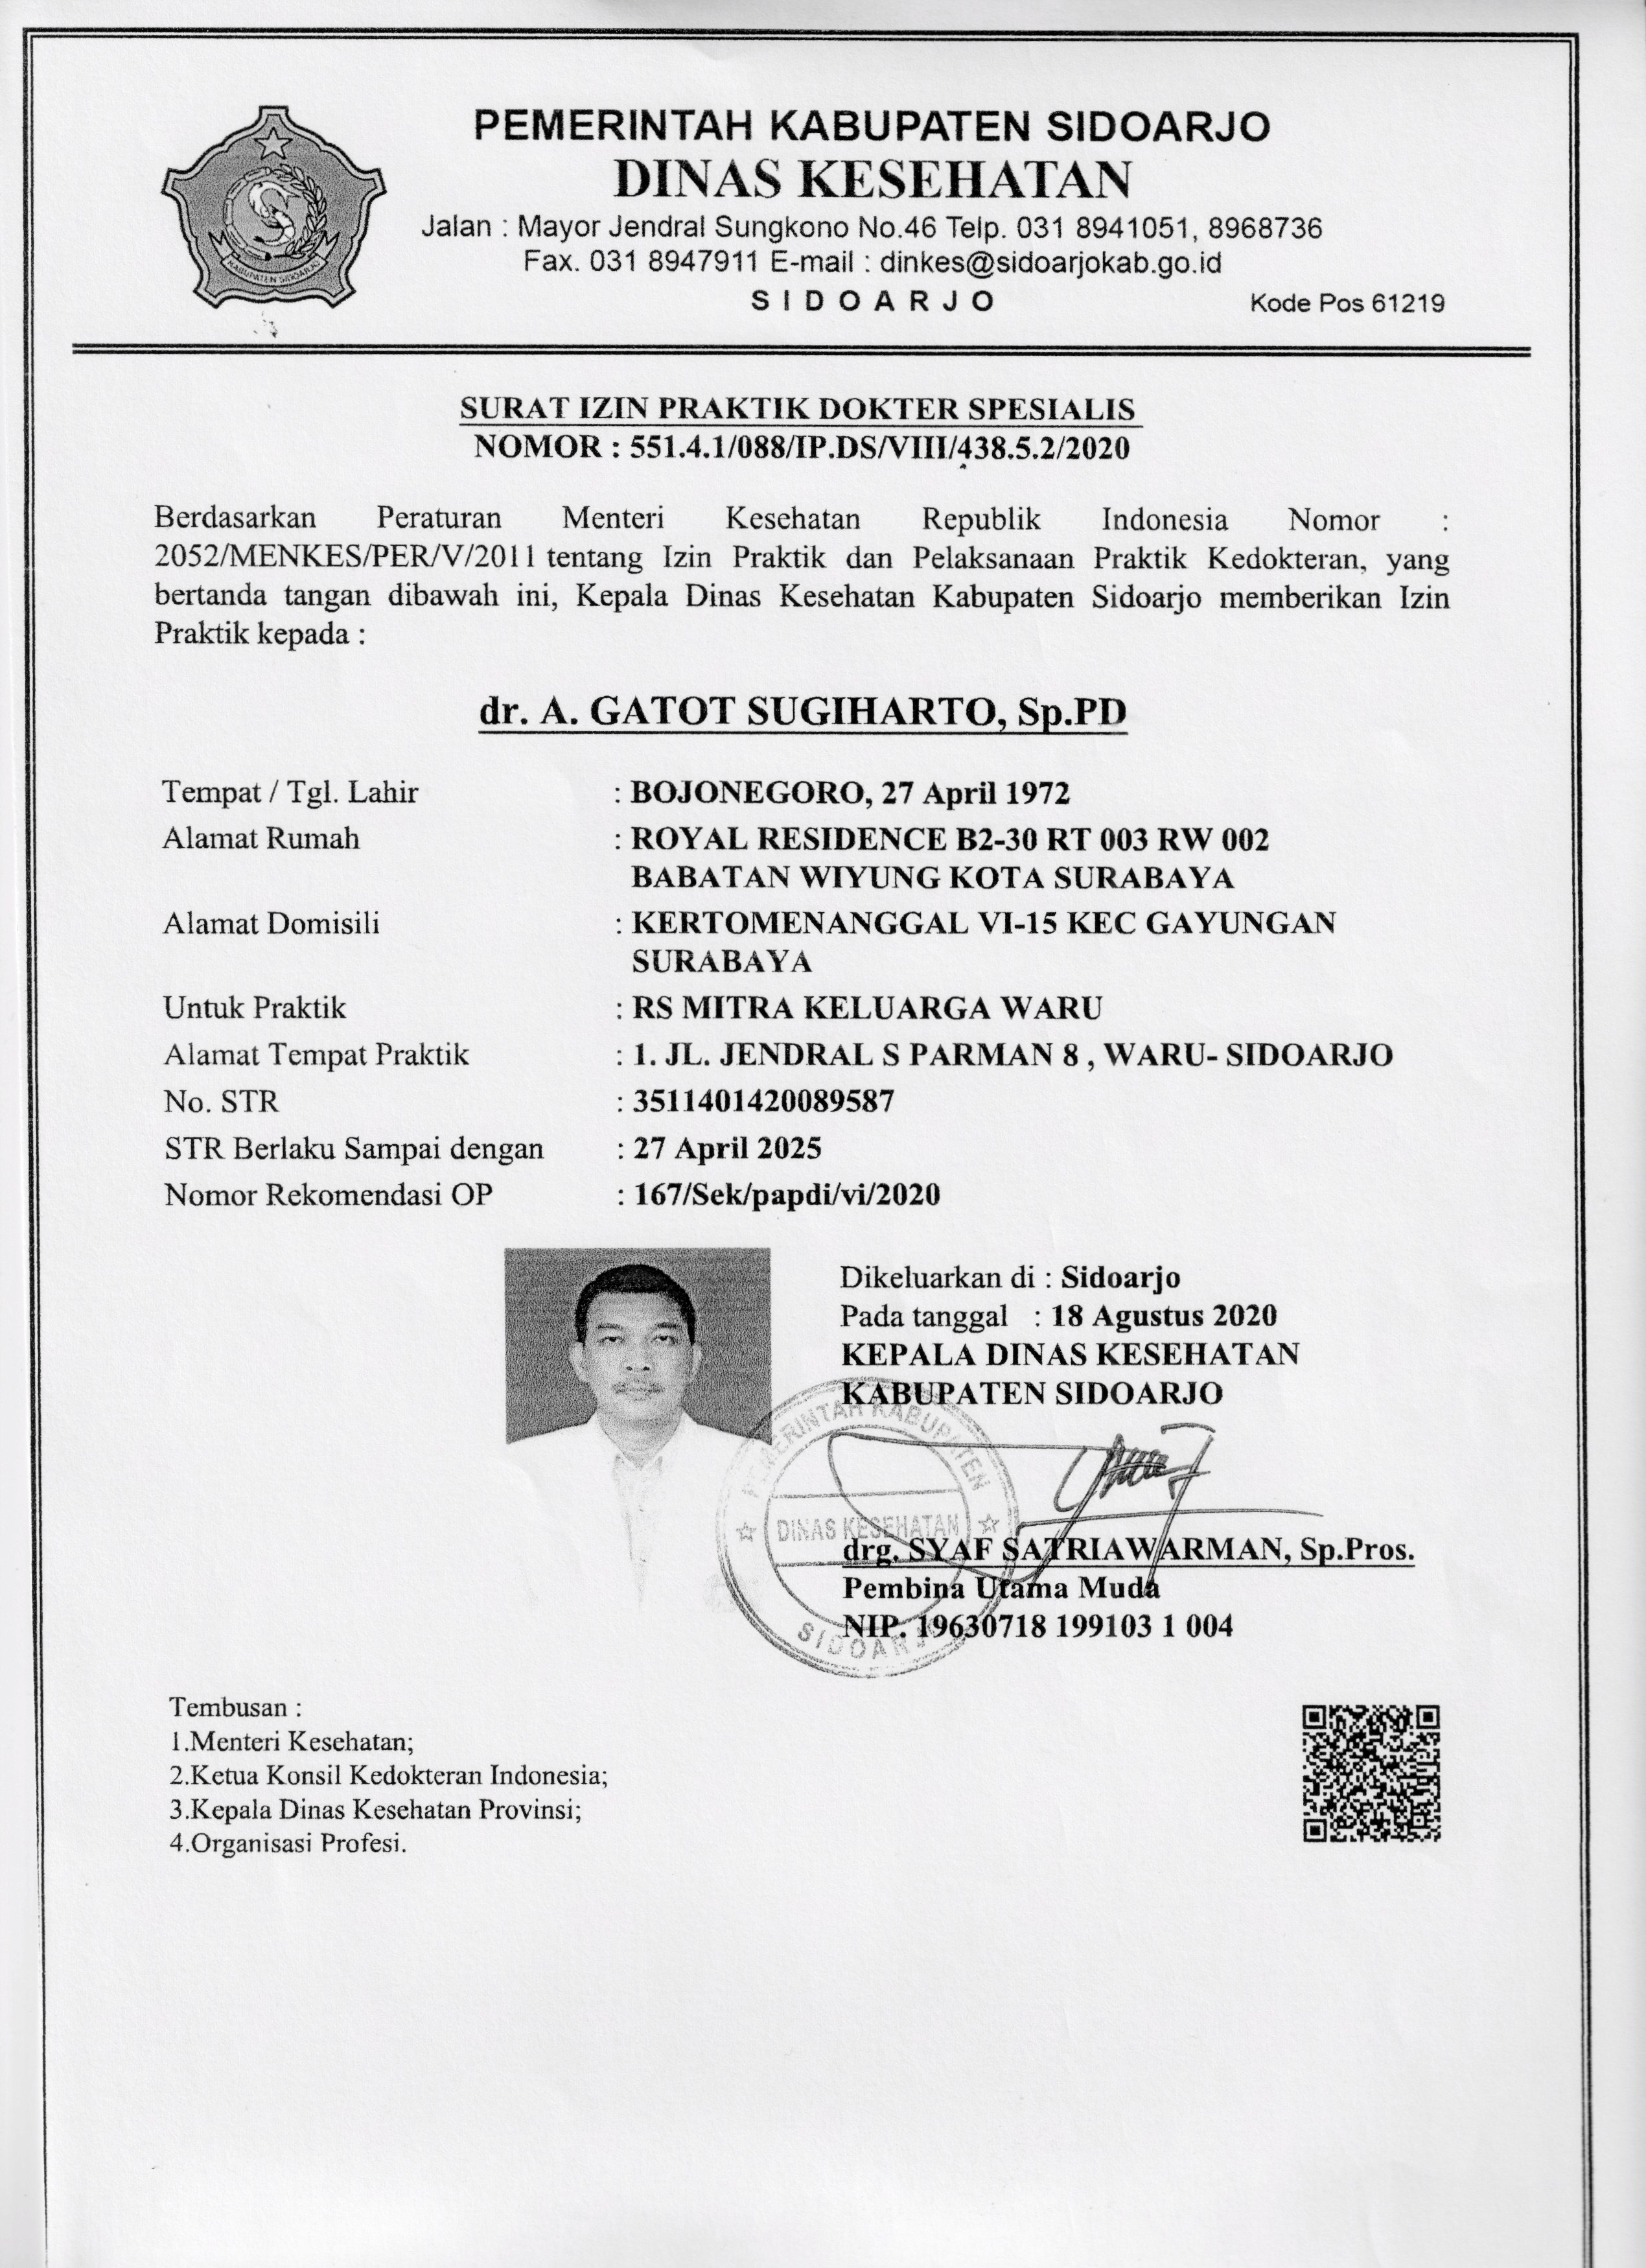 PEMERINTAH KABUPATEN SIDOARJO
DINAS KESEHATAN
Jalan : Mayor Jendral Sungkono No.46 Telp. 031 8941051, 8968736
Fax. 031 8947911 E-mail : dinkes@sidoarjokab.go.id
S I D O A R J O Kode Pos 61219
KABUPATEN SIDOARJO
SURAT IZIN PRAKTIK DOKTER SPESIALIS
NOMOR : 551.4.1/088/IP.DS/VIII/438.5.2/2020
Berdasarkan Peraturan Menteri Kesehatan Republik Indonesia Nomor :
2052/MENKES/PER/V/2011 tentang Izin Praktik dan Pelaksanaan Praktik Kedokteran, yang
bertanda tangan dibawah ini, Kepala Dinas Kesehatan Kabupaten Sidoarjo memberikan Izin
Praktik kepada :
dr. A. GATOT SUGIHARTO, Sp.PD
Tempat / Tgl. Lahir : BOJONEGORO, 27 April 1972
Alamat Rumah : ROYAL RESIDENCE B2-30 RT 003 RW 002
BABATAN WIYUNG KOTA SURABAYA
Alamat Domisili : KERTOMENANGGAL VI-15 KEC GAYUNGAN
SURABAYA
Untuk Praktik : RS MITRA KELUARGA WARU
Alamat Tempat Praktik : 1. JL. JENDRAL S PARMAN 8 , WARU- SIDOARJO
No. STR : 3511401420089587
STR Berlaku Sampai dengan : 27 April 2025
Nomor Rekomendasi OP : 167/Sek/papdi/vi/2020
Dikeluarkan di : Sidoarjo
Pada tanggal : 18 Agustus 2020
KEPALA DINAS KESEHATAN
KABUPATEN SIDOARJO
PEMERINTAH KABUPATEN
DINAS KESEHATAN
SIDOARJO
drg. SYAF SATRIAWARMAN, Sp.Pros.
Pembina Utama Muda
NIP. 19630718 199103 1 004
Tembusan :
1.Menteri Kesehatan;
2.Ketua Konsil Kedokteran Indonesia;
3.Kepala Dinas Kesehatan Provinsi;
4.Organisasi Profesi.